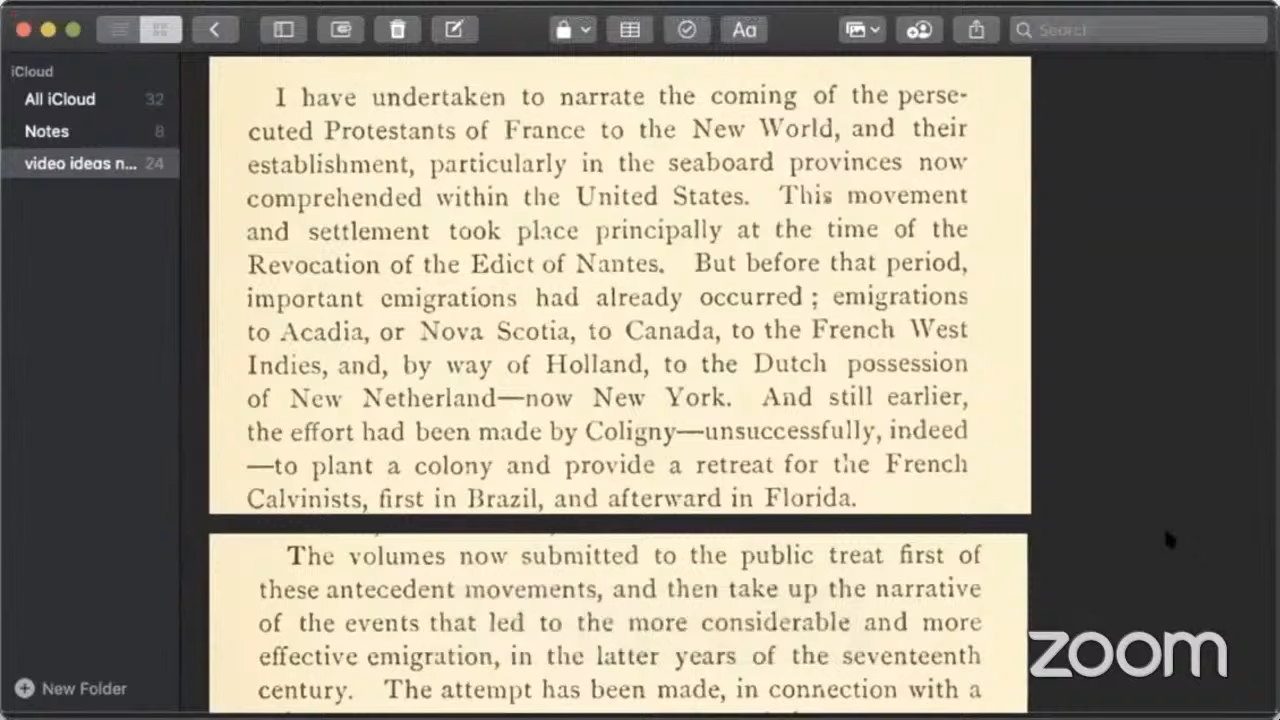 Aa
Search
iCloud
All iCloud 32
Notes 8
video ideas n... 24
I have undertaken to narrate the coming of the perse-
cuted Protestants of France to the New World, and their
establishment, particularly in the seaboard provinces now
comprehended within the United States. This movement
and settlement took place principally at the time of the
Revocation of the Edict of Nantes. But before that period,
important emigrations had already occurred ; emigrations
to Acadia, or Nova Scotia, to Canada, to the French West
Indies, and, by way of Holland, to the Dutch possession
of New Netherland—now New York. And still earlier,
the effort had been made by Coligny—unsuccessfully, indeed
—to plant a colony and provide a retreat for the French
Calvinists, first in Brazil, and afterward in Florida.
The volumes now submitted to the public treat first of
these antecedent movements, and then take up the narrative
of the events that led to the more considerable and more
effective emigration, in the latter years of the seventeenth
century. The attempt has been made, in connection with a
New Folder
zoom